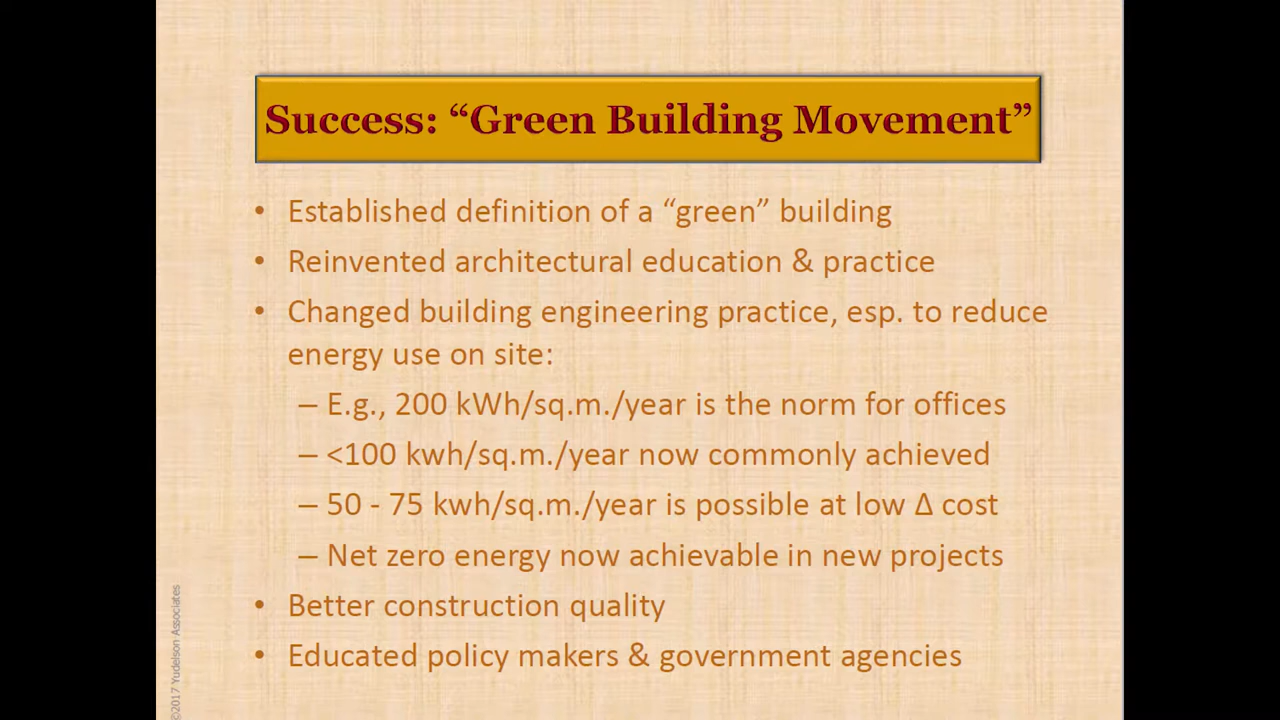 Success: “Green Building Movement”
• Established definition of a “green” building
• Reinvented architectural education & practice
• Changed building engineering practice, esp. to reduce
energy use on site:
– E.g., 200 kWh/sq.m./year is the norm for offices
– <100 kwh/sq.m./year now commonly achieved
– 50 - 75 kwh/sq.m./year is possible at low Δ cost
– Net zero energy now achievable in new projects
• Better construction quality
• Educated policy makers & government agencies
©2017 Yudelson Associates